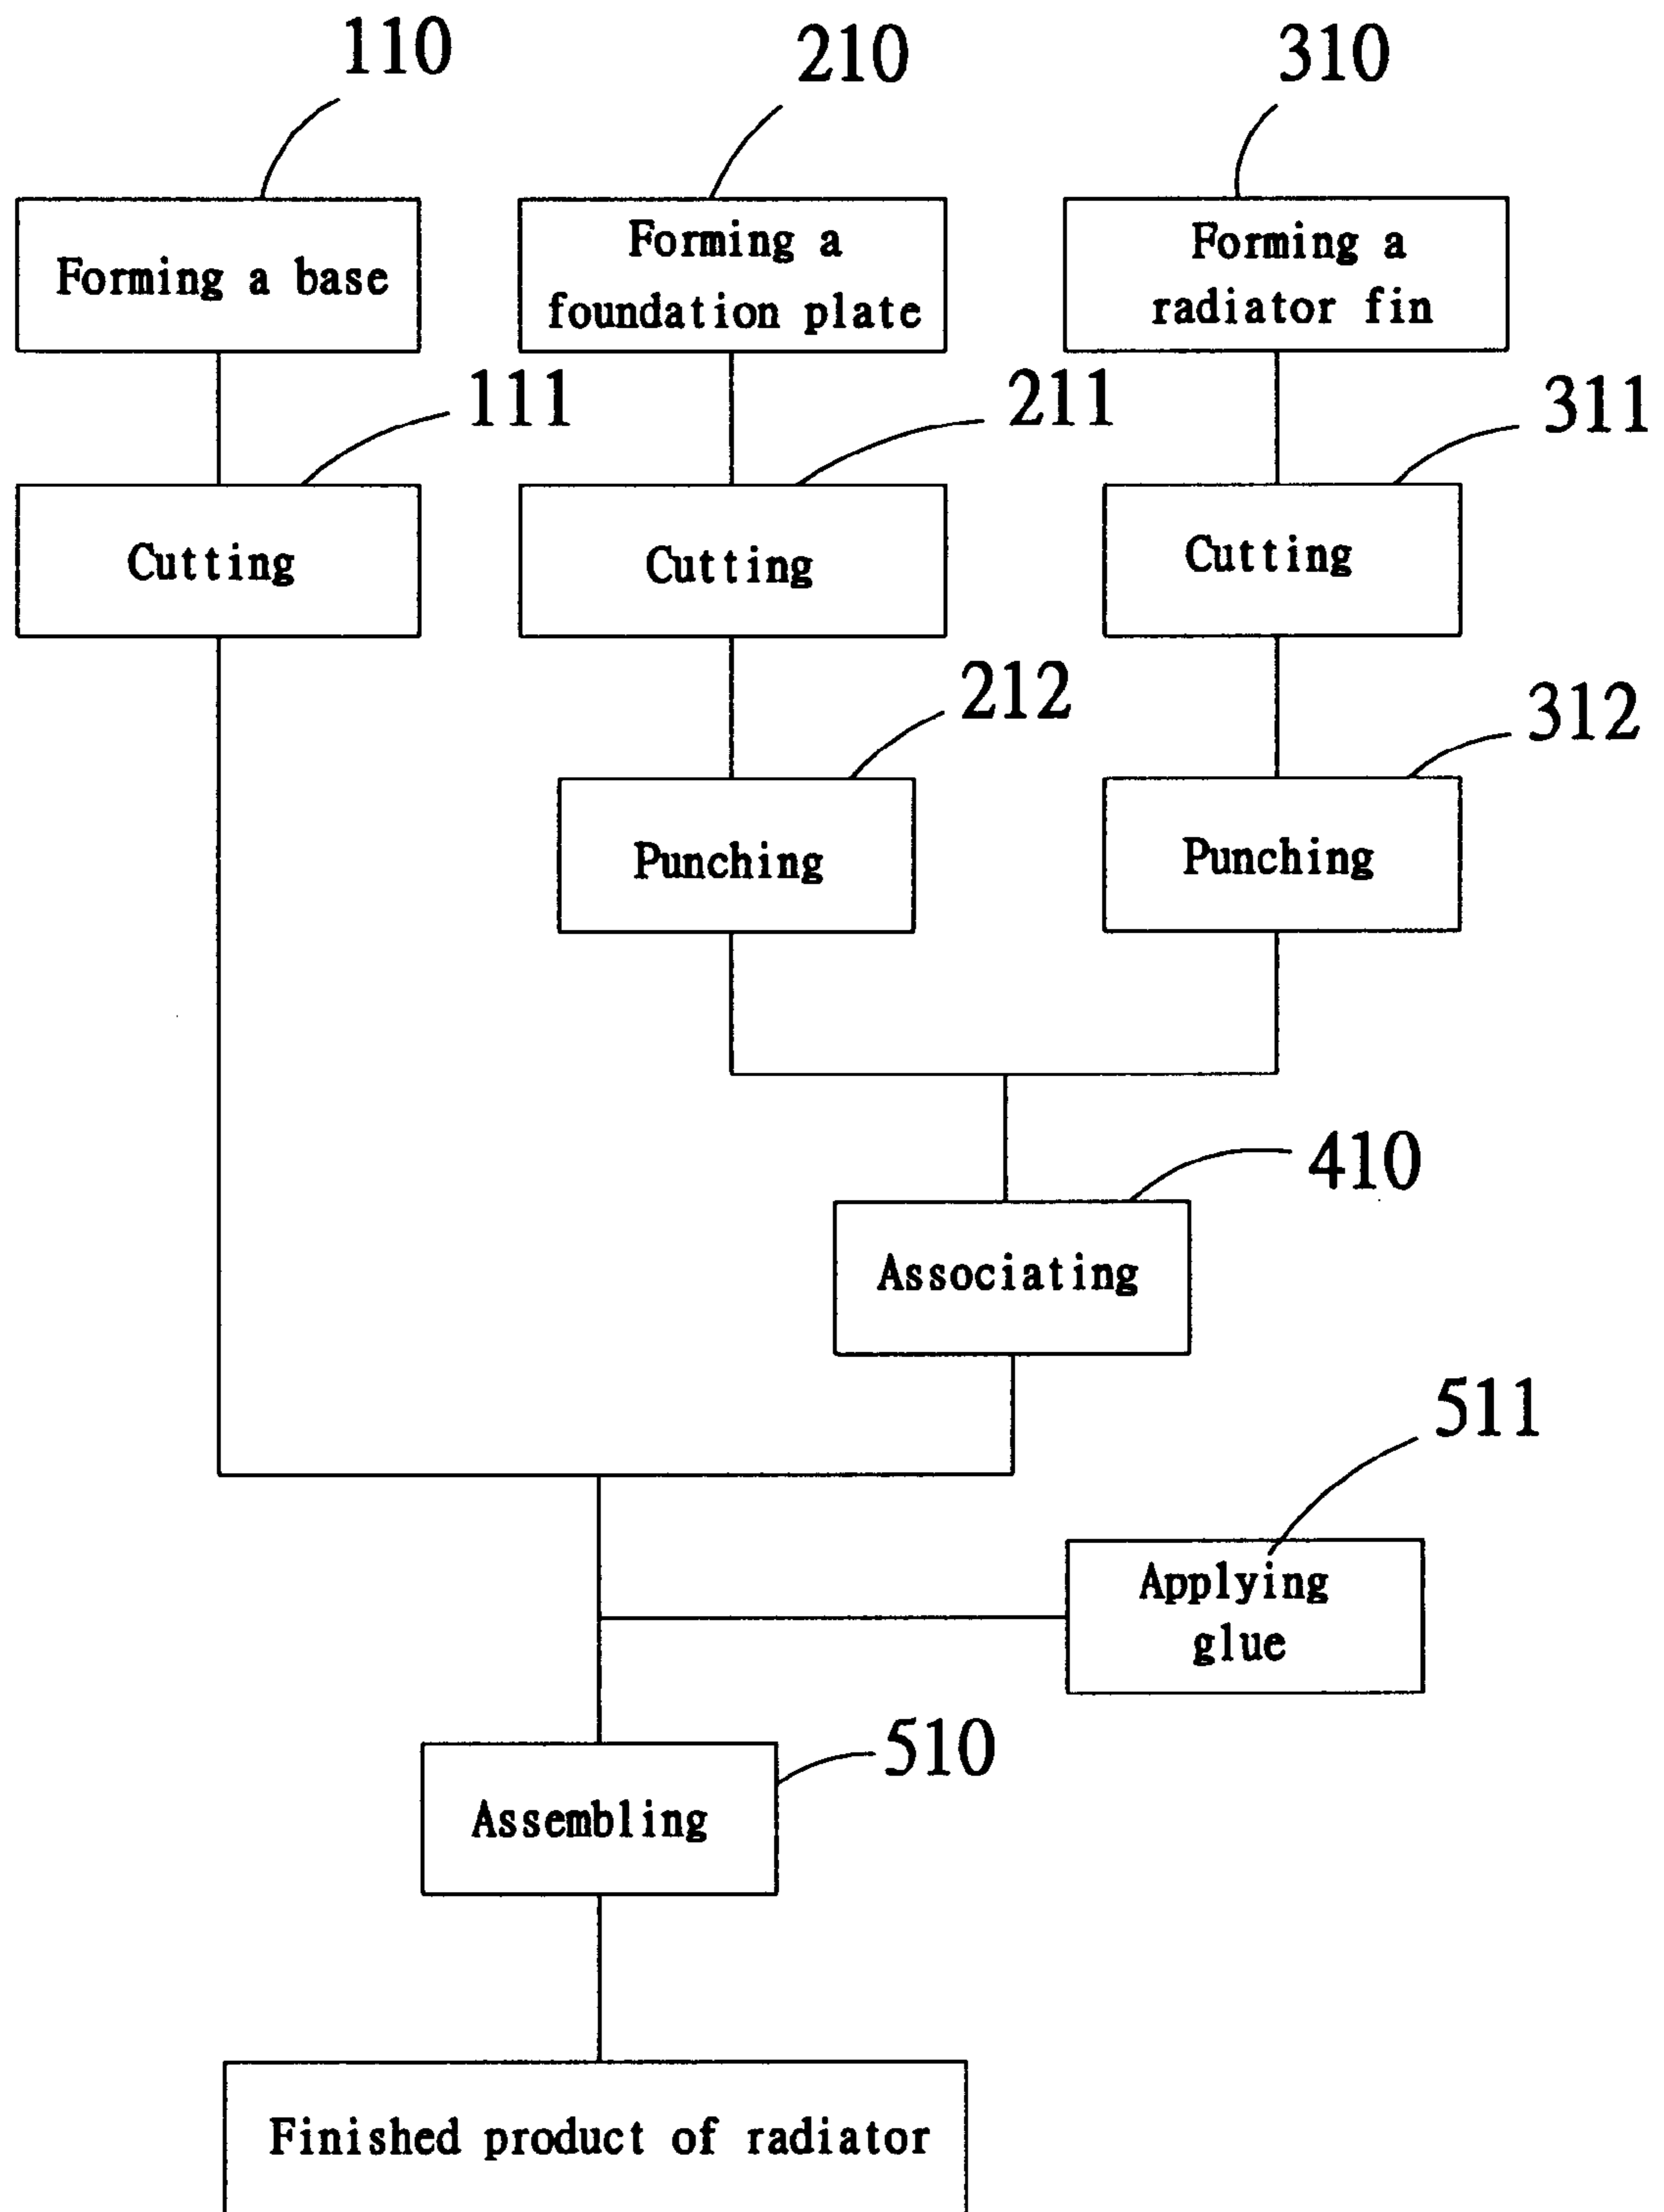 110
210
310
Forming a base
Forming a
foundation plate
Forming a
radiator fin
111
211
311
Cutting
Cutting
Cutting
212
312
Punching
Punching
410
Associating
511
Applying
glue
510
Assembling
Finished product of radiator